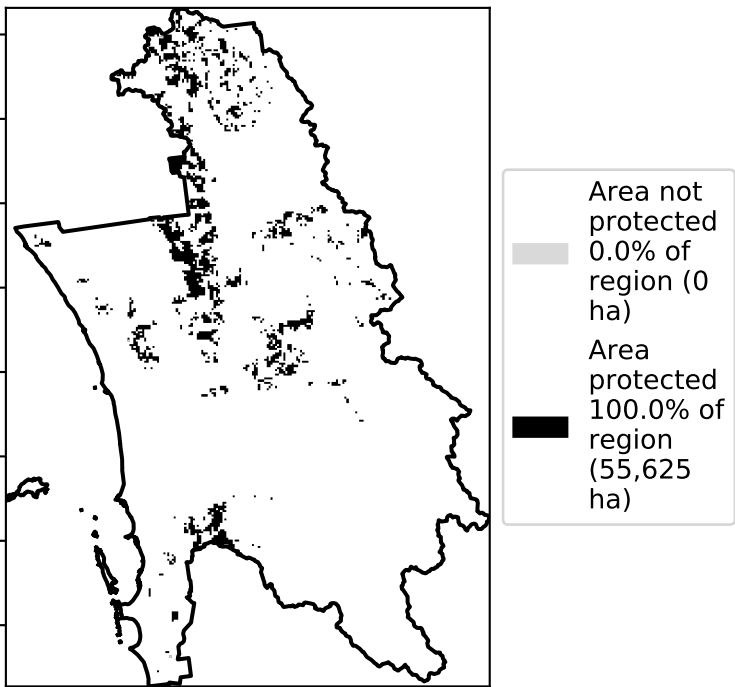 Area not
protected
0.0% of
region (0
ha)
Area
protected
100.0% of
region
(55,625
ha)